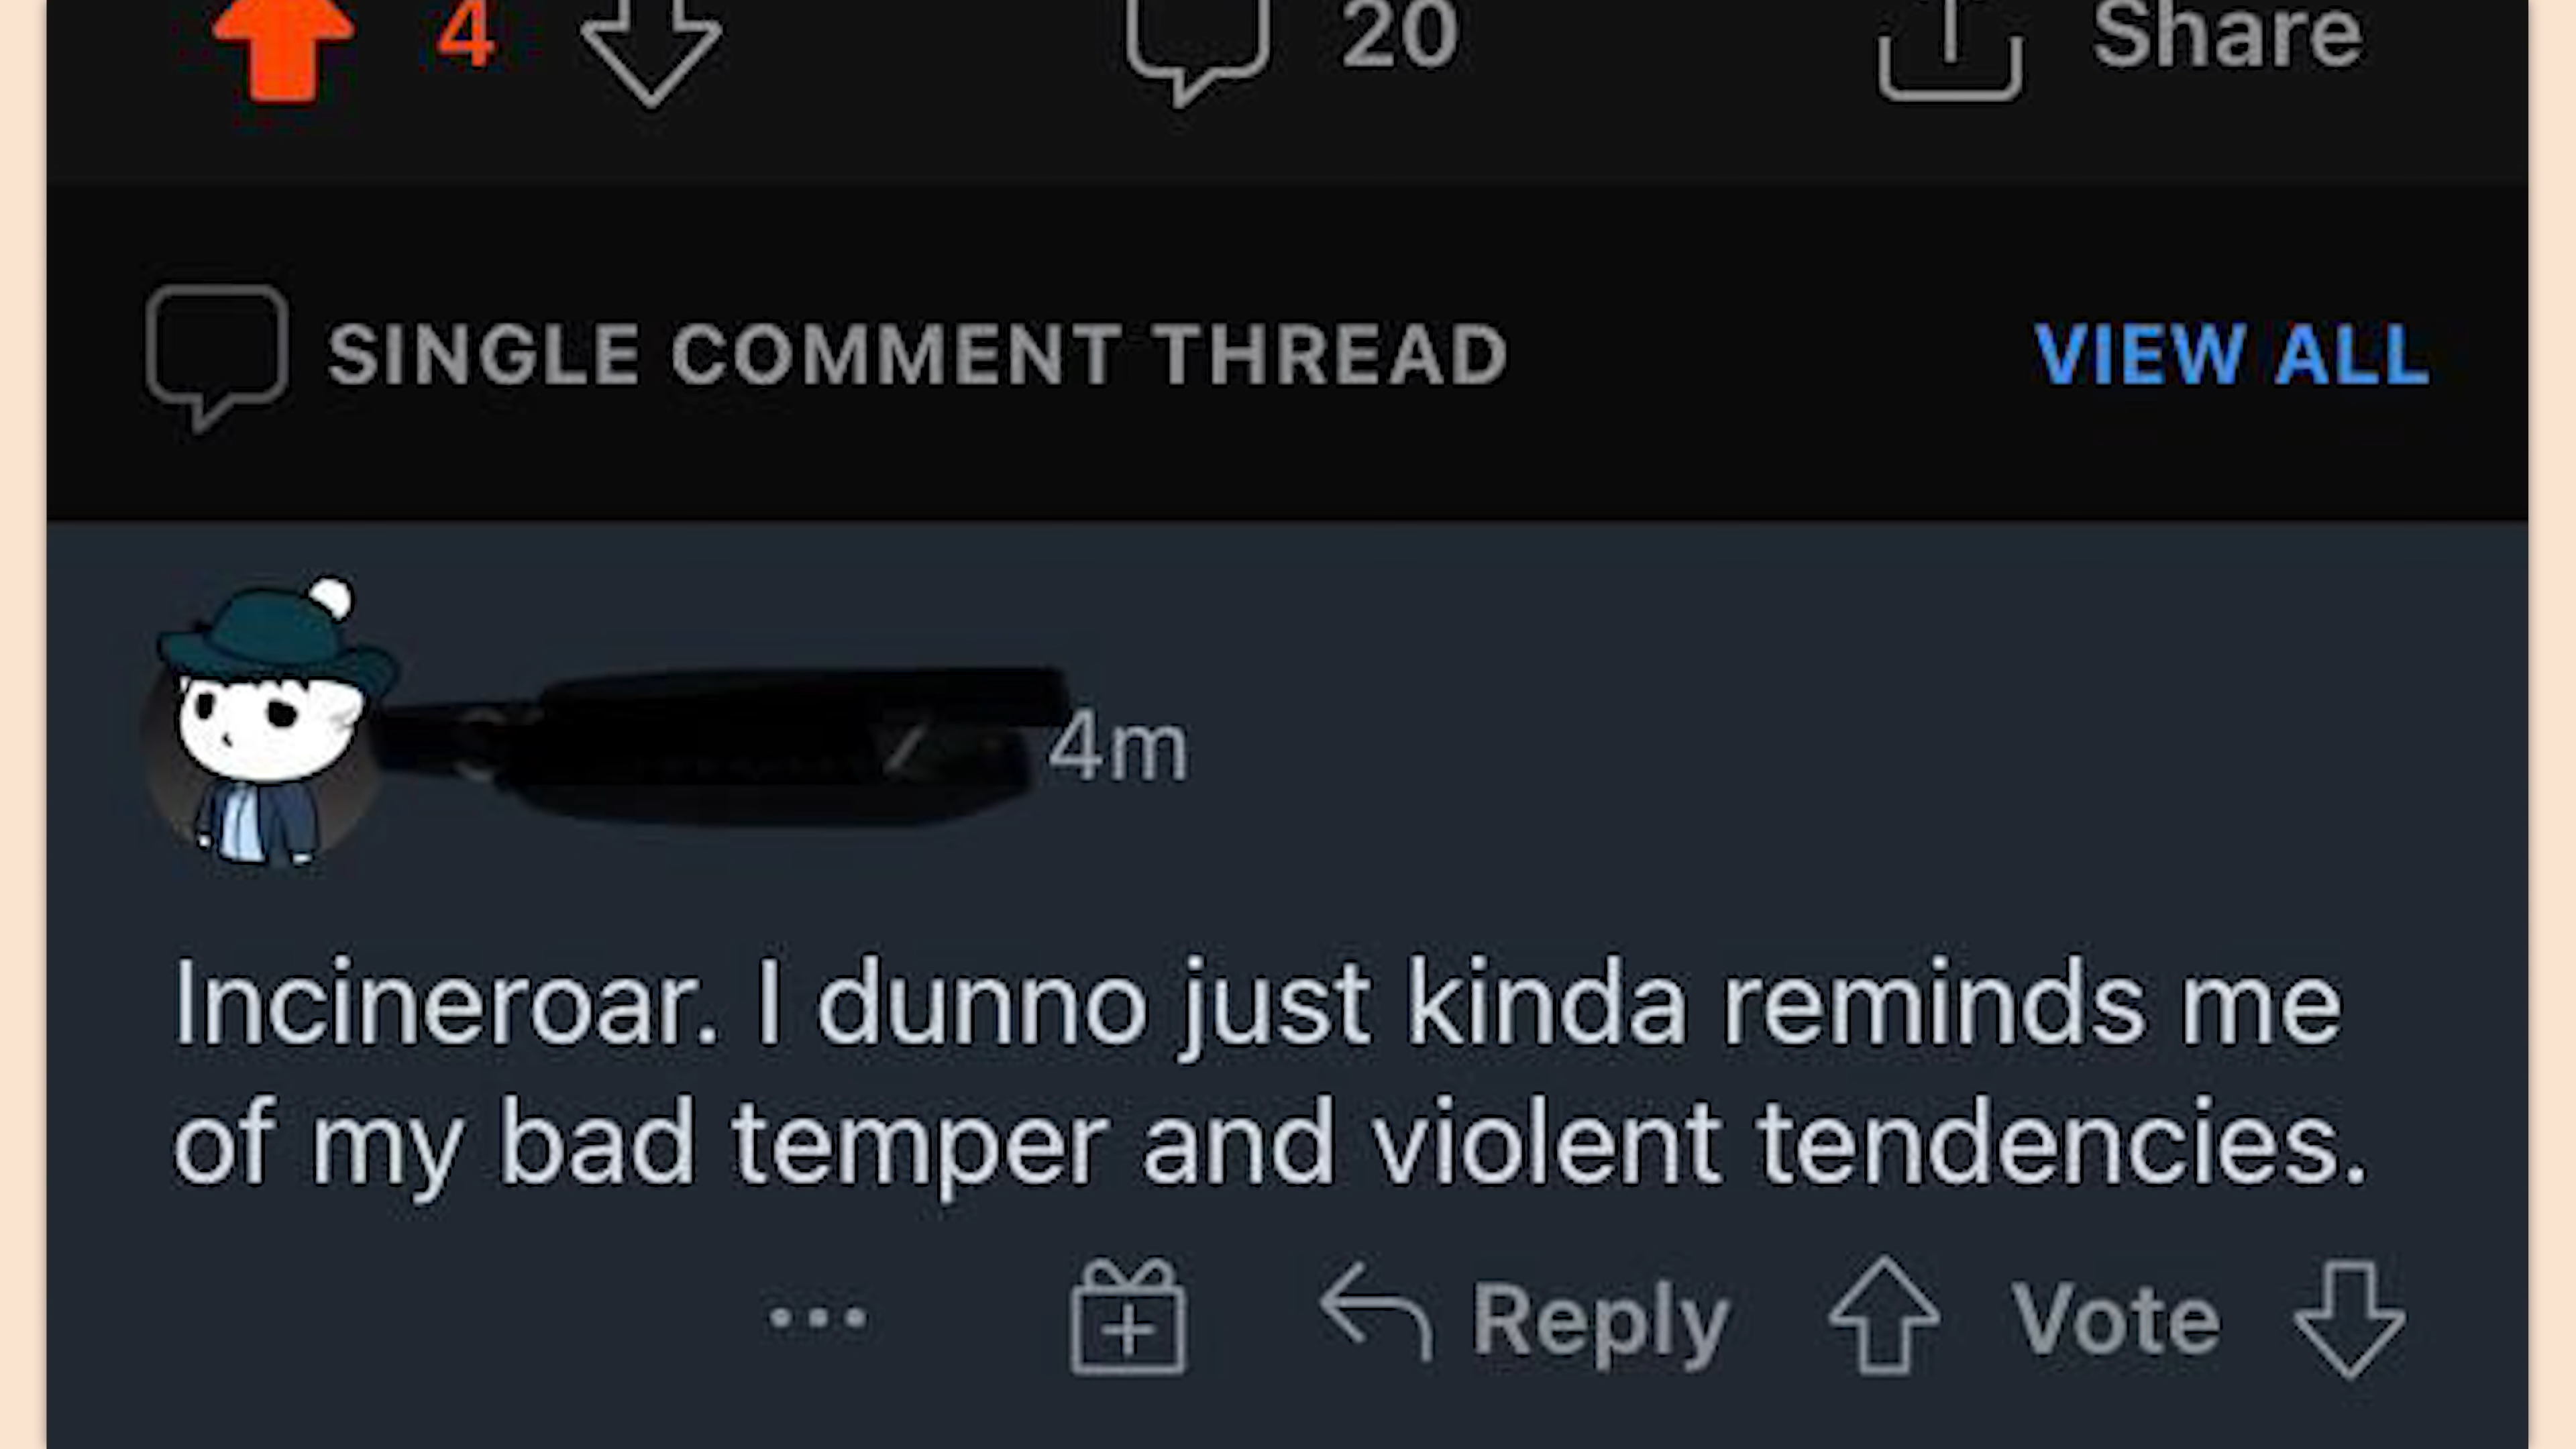 4 20 Share
SINGLE COMMENT THREAD VIEW ALL
4m
Incineroar. I dunno just kinda reminds me
of my bad temper and violent tendencies.
... Reply Vote